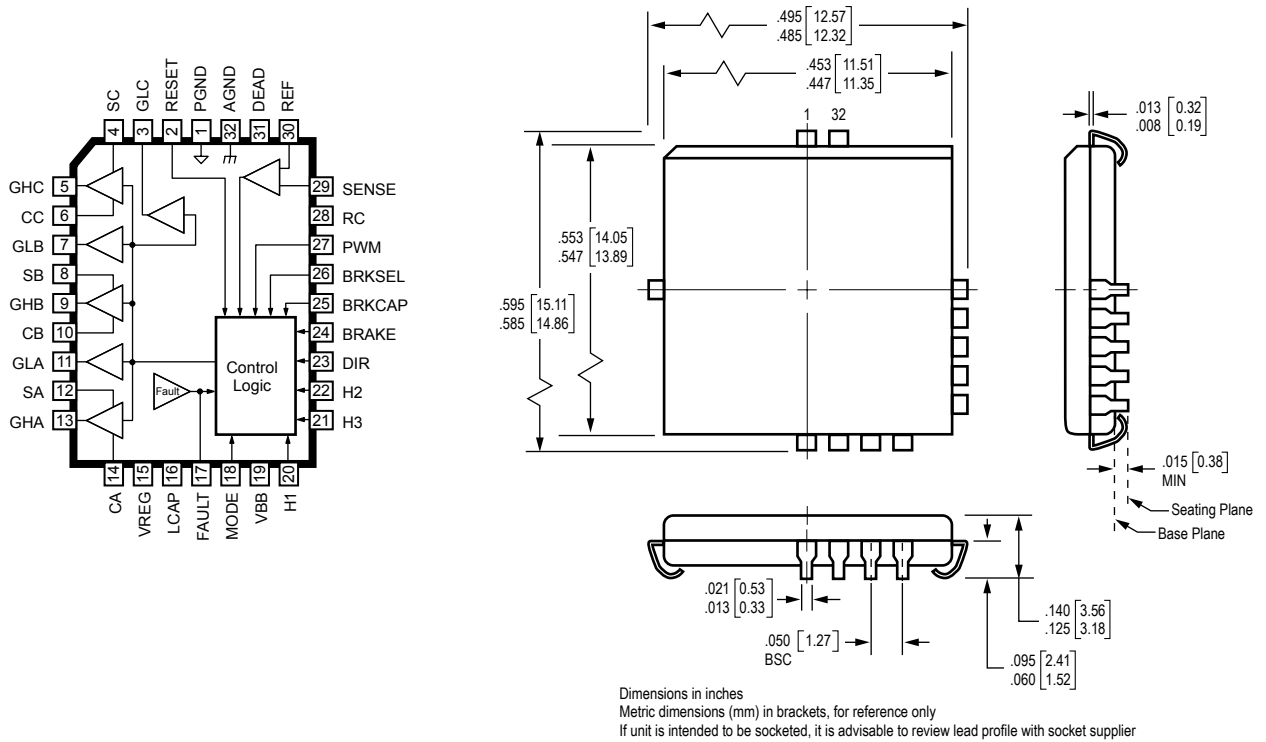 SC
GLC
RESET
PGND
AGND
DEAD
REF
4
3
2
1
32
31
30
GHC 5
CC 6
GLB 7
SB 8
GHB 9
CB 10
GLA 11
SA 12
GHA 13
29 SENSE
28 RC
27 PWM
26 BRKSEL
25 BRKCAP
24 BRAKE
23 DIR
22 H2
21 H3
Control
Logic
Fault
14
15
16
17
18
19
20
CA
VREG
LCAP
FAULT
MODE
VBB
H1
.495 [12.57]
.485 [12.32]
.453 [11.51]
.447 [11.35]
1 32
.553 [14.05]
.547 [13.89]
.595 [15.11]
.585 [14.86]
.013 [0.32]
.008 [0.19]
.015 [0.38]
MIN
Seating Plane
Base Plane
.021 [0.53]
.013 [0.33]
.050 [1.27]
BSC
.140 [3.56]
.125 [3.18]
.095 [2.41]
.060 [1.52]
Dimensions in inches
Metric dimensions (mm) in brackets, for reference only
If unit is intended to be socketed, it is advisable to review lead profile with socket supplier